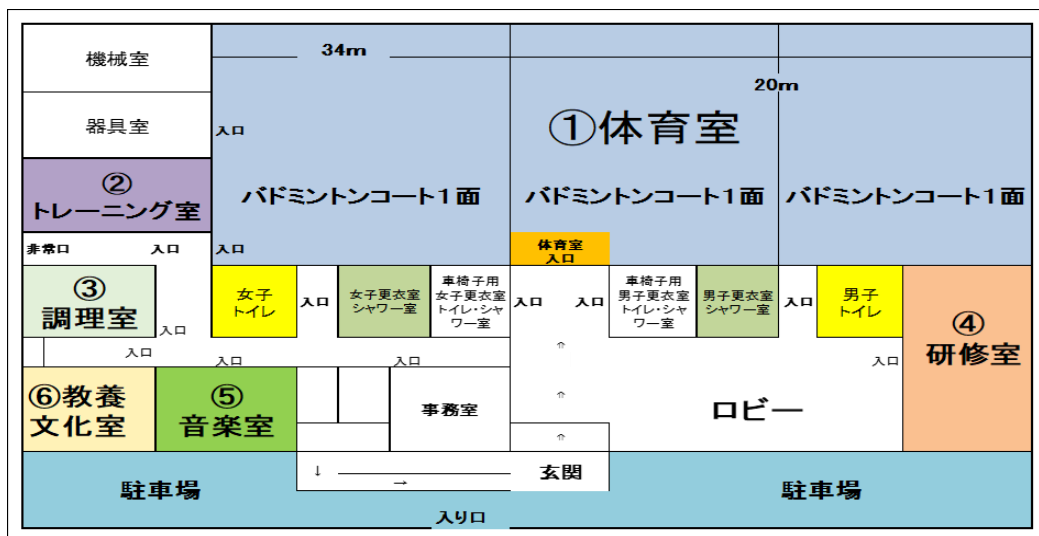 機械室
34m
20m
器具室
入口
①体育室
②
トレーニング室
バドミントンコート1面
バドミントンコート1面
バドミントンコート1面
非常口
入口
入口
体育室
入口
③
調理室
入口
女子
トイレ
入口
女子更衣室
シャワー室
車椅子用
女子更衣室
トイレ・シャ
ワー室
入口
入口
車椅子用
男子更衣室
トイレ・シャ
ワー室
男子更衣室
シャワー室
入口
男子
トイレ
④
研修室
入口
入口
入口
⇧
入口
⑥教養
文化室
⑤
音楽室
事務室
⇧
ロビー
⇧
駐車場
↓
→
玄関
駐車場
入り口